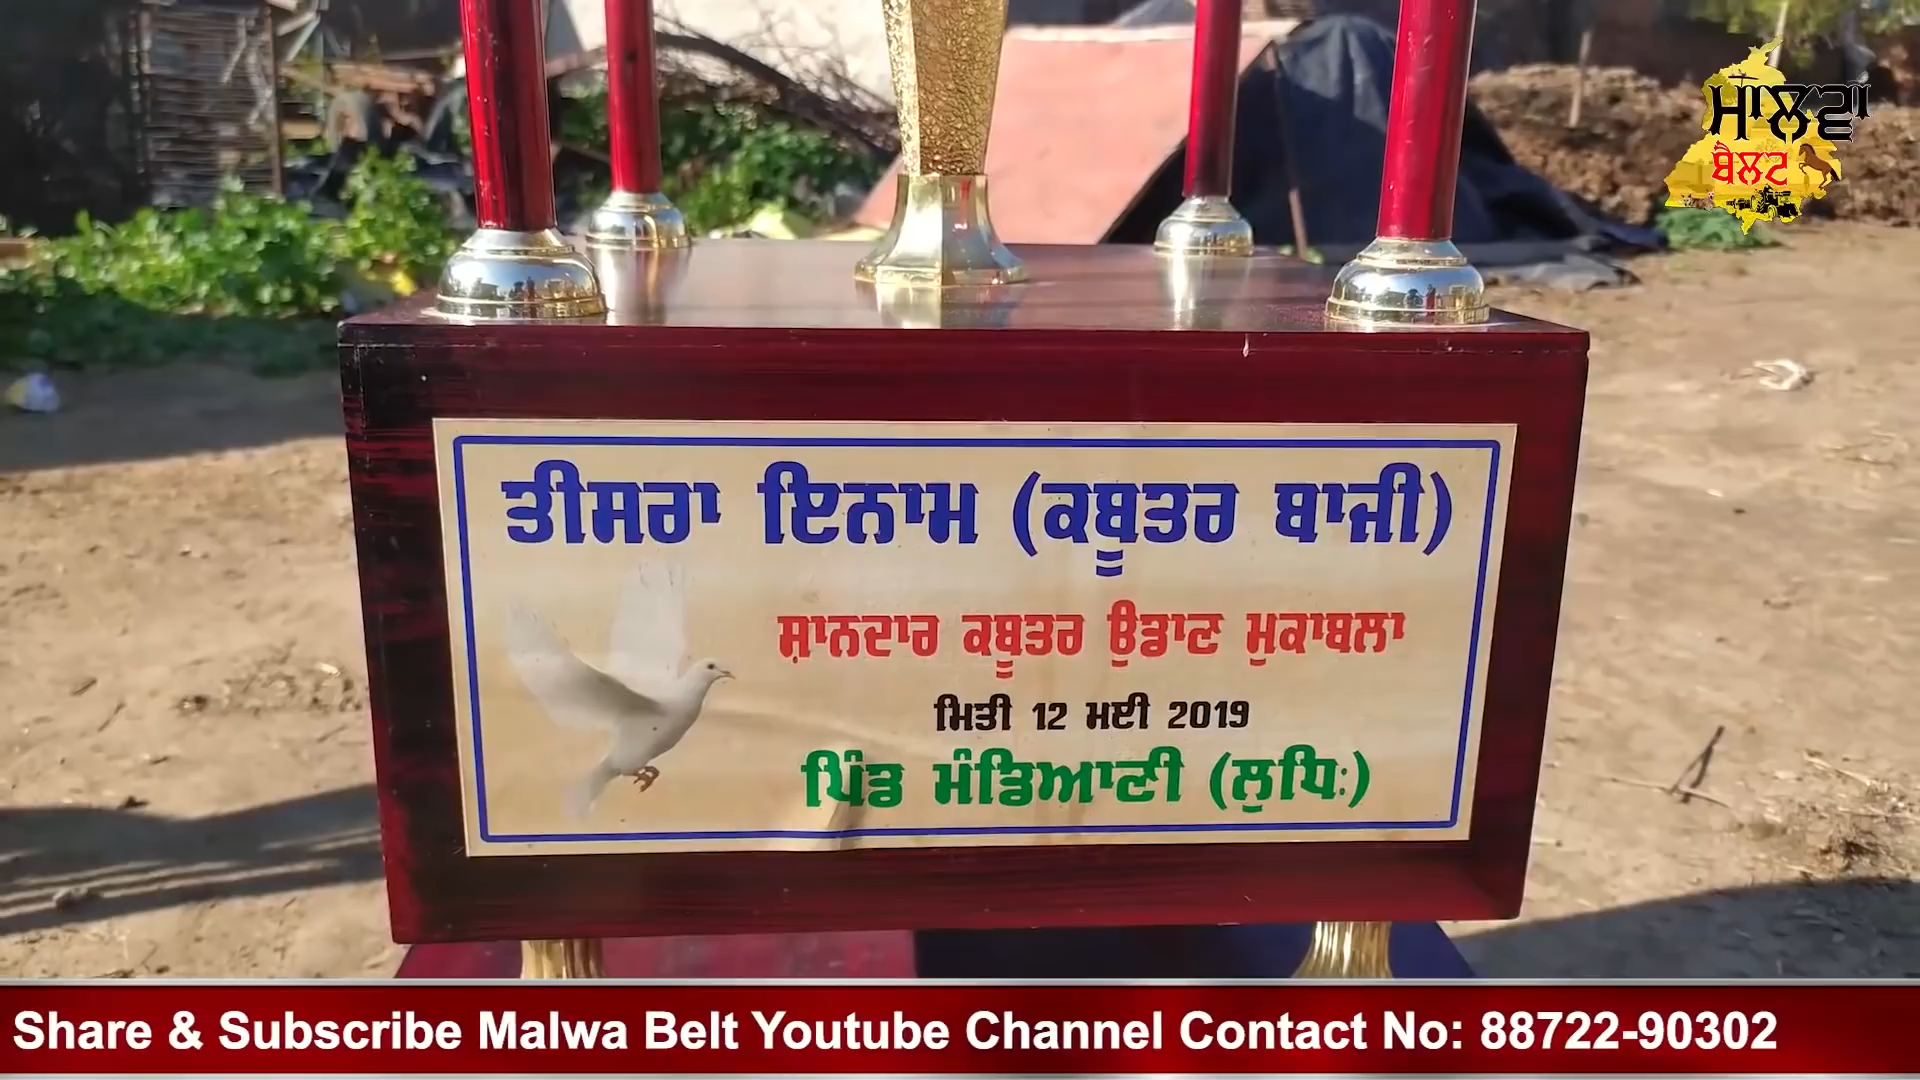 ਮਾਲਵਾ
ਬੈਲਟ
ਤੀਸਰਾ ਇਨਾਮ (ਕਬੂਤਰ ਬਾਜੀ)
ਸ਼ਾਨਦਾਰ ਕਬੂਤਰ ਉਡਾਣ ਮੁਕਾਬਲਾ
ਮਿਤੀ 12 ਮਈ 2019
ਪਿੰਡ ਮੰਡਿਆਣੀ (ਲੁਧਿ:)
Share & Subscribe Malwa Belt Youtube Channel Contact No: 88722-90302